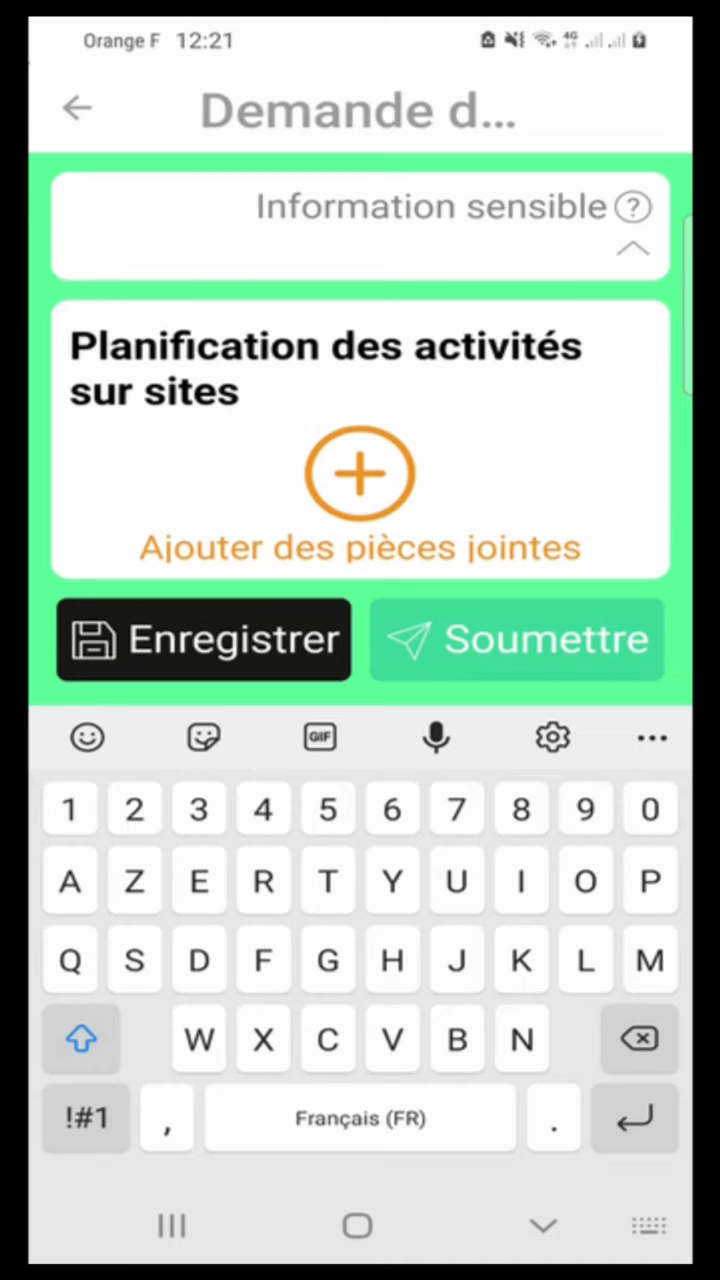 Orange F 12:21 4G
Demande d...
Information sensible ?
Planification des activités
sur sites
Ajouter des pièces jointes
Enregistrer
Soumettre
GIF
1 2 3 4 5 6 7 8 9 0
A Z E R T Y U I O P
Q S D F G H J K L M
W X C V B N
!#1 , Français (FR) .